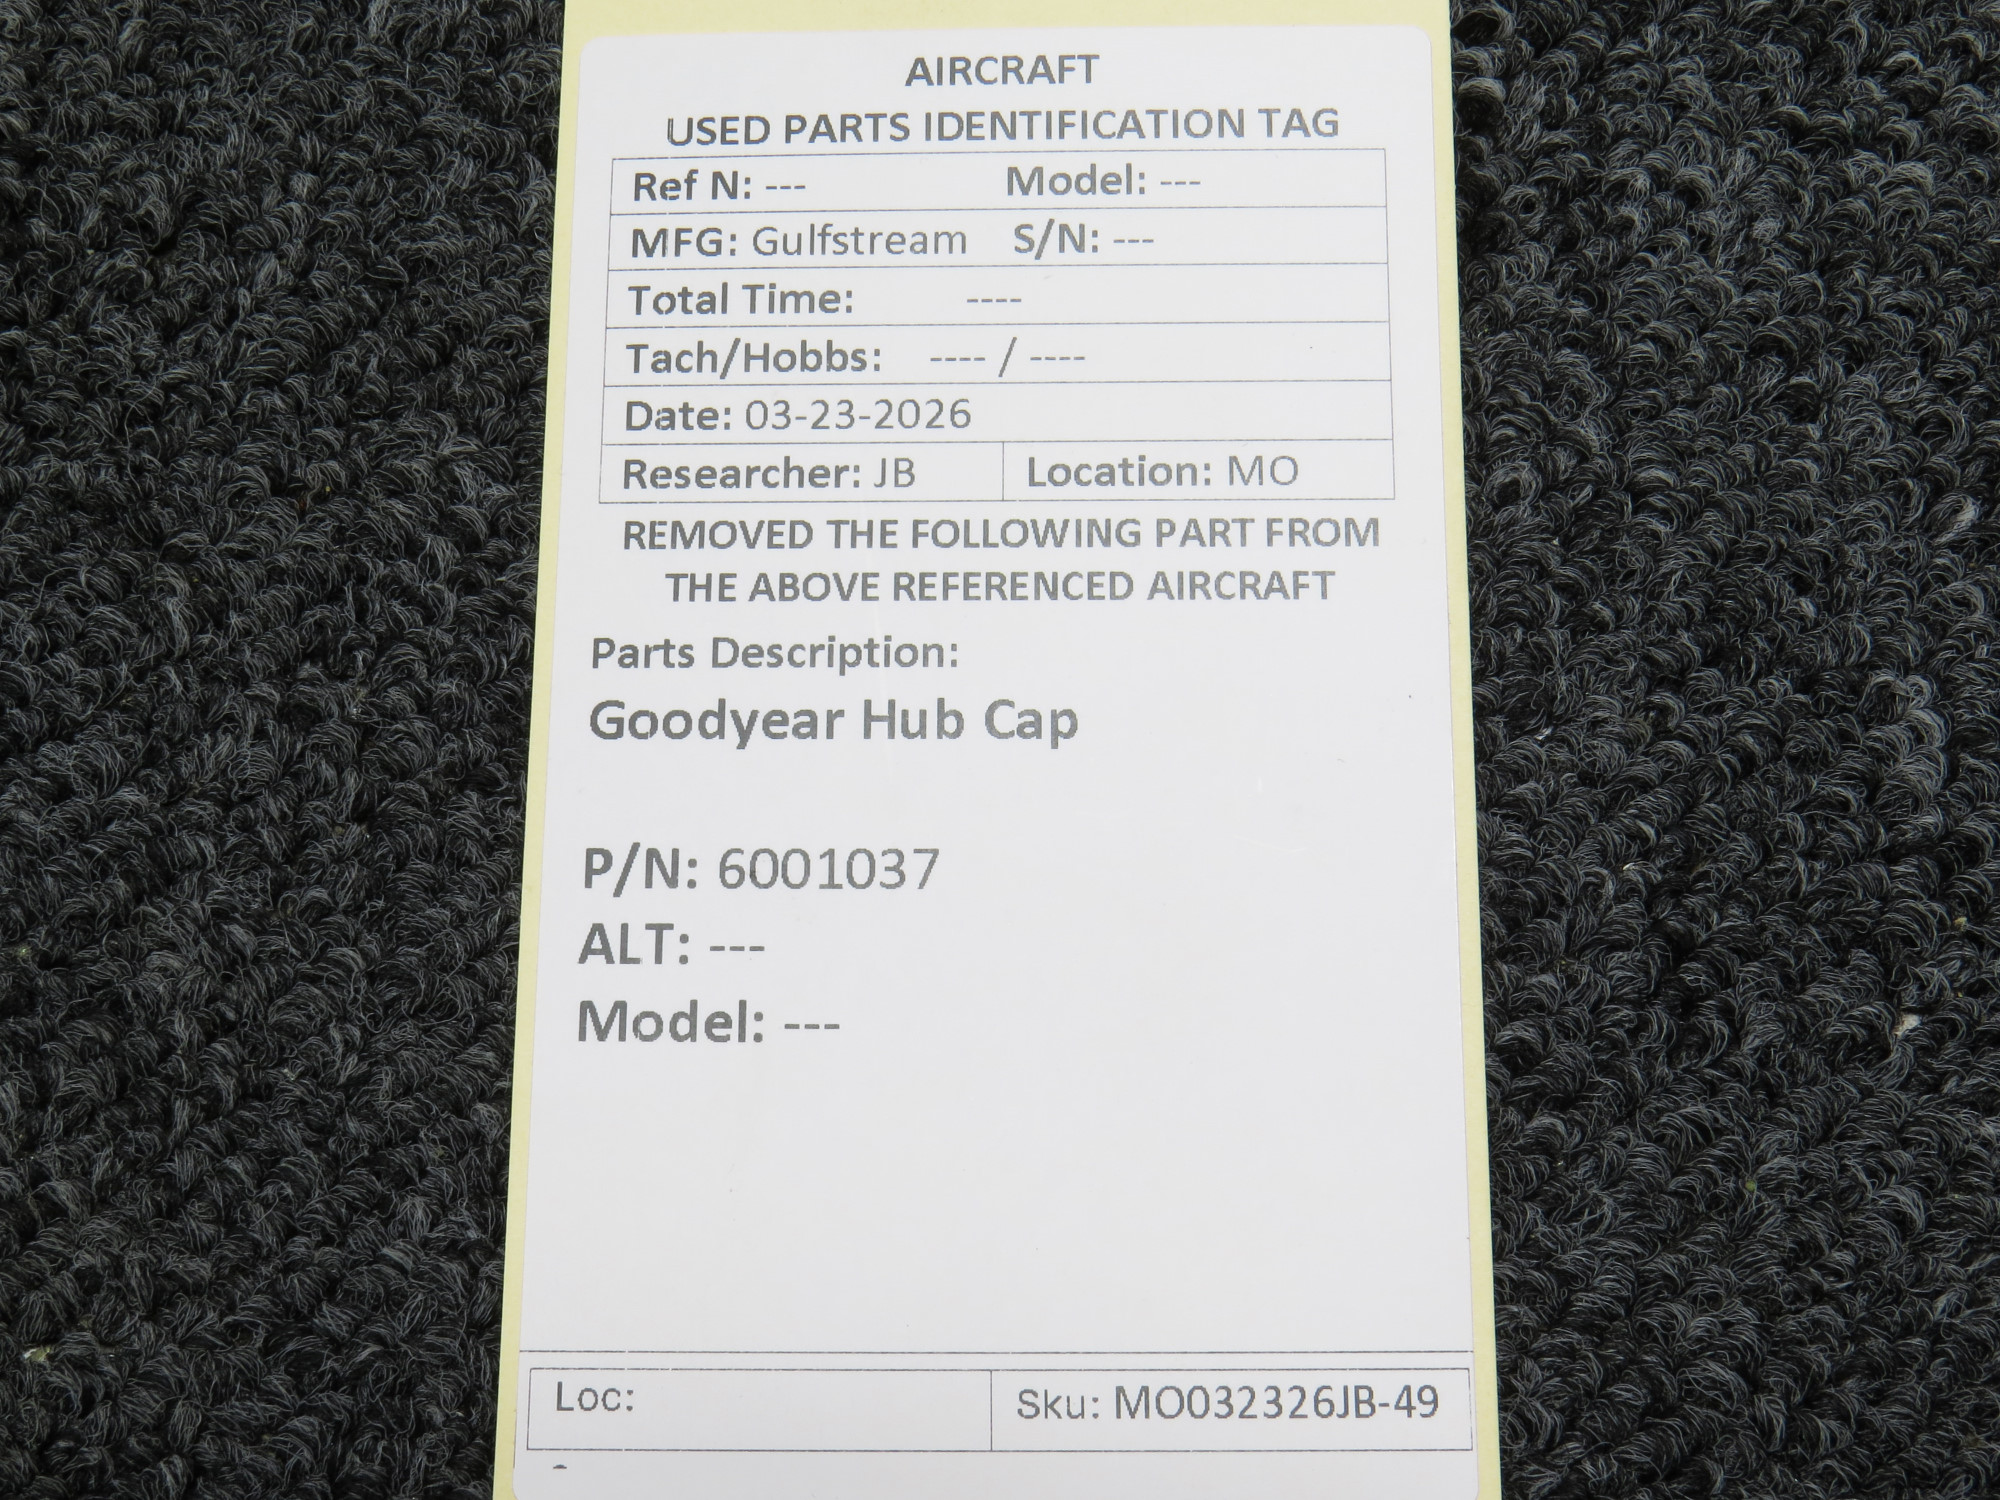 AIRCRAFT
USED PARTS IDENTIFICATION TAG
Ref N: --- Model: ---
MFG: Gulfstream S/N: ---
Total Time: ----
Tach/Hobbs: ---- / ----
Date: 03-23-2026
Researcher: JB Location: MO
REMOVED THE FOLLOWING PART FROM
THE ABOVE REFERENCED AIRCRAFT
Parts Description:
Goodyear Hub Cap
P/N: 6001037
ALT: ---
Model: ---
Loc: Sku: MO032326JB-49